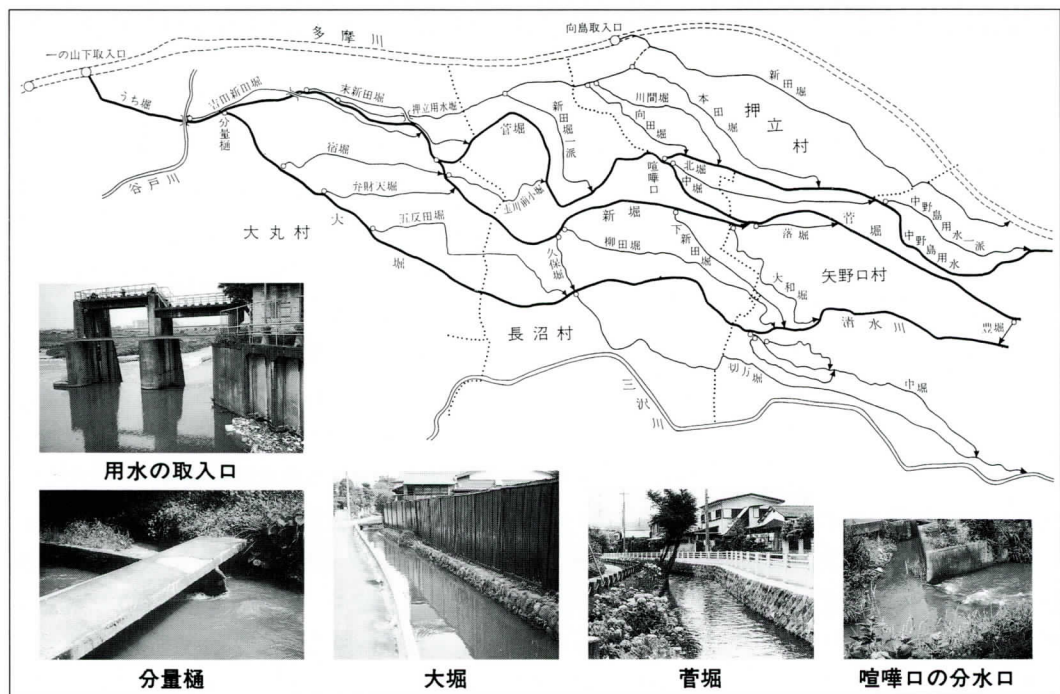 多摩川
向島取入口
一の山下取入口
うち堀
吉田新田堀
末新田堀
押立用水堀
新田堀一派
川間堀
向田堀
本田堀
新田堀
押立村
分量樋
菅堀
谷戸川
宿堀
弁財天堀
玉川前小堀
喧嘩口
北堀
中堀
中野島用水一派
中野島用水
大丸村
大堀
五反田堀
新堀
下新田堀
落堀
菅堀
久保堀
柳田堀
大和堀
矢野口村
長沼村
清水川
豊堀
切方堀
中堀
三沢川
用水の取入口
分量樋
大堀
菅堀
喧嘩口の分水口